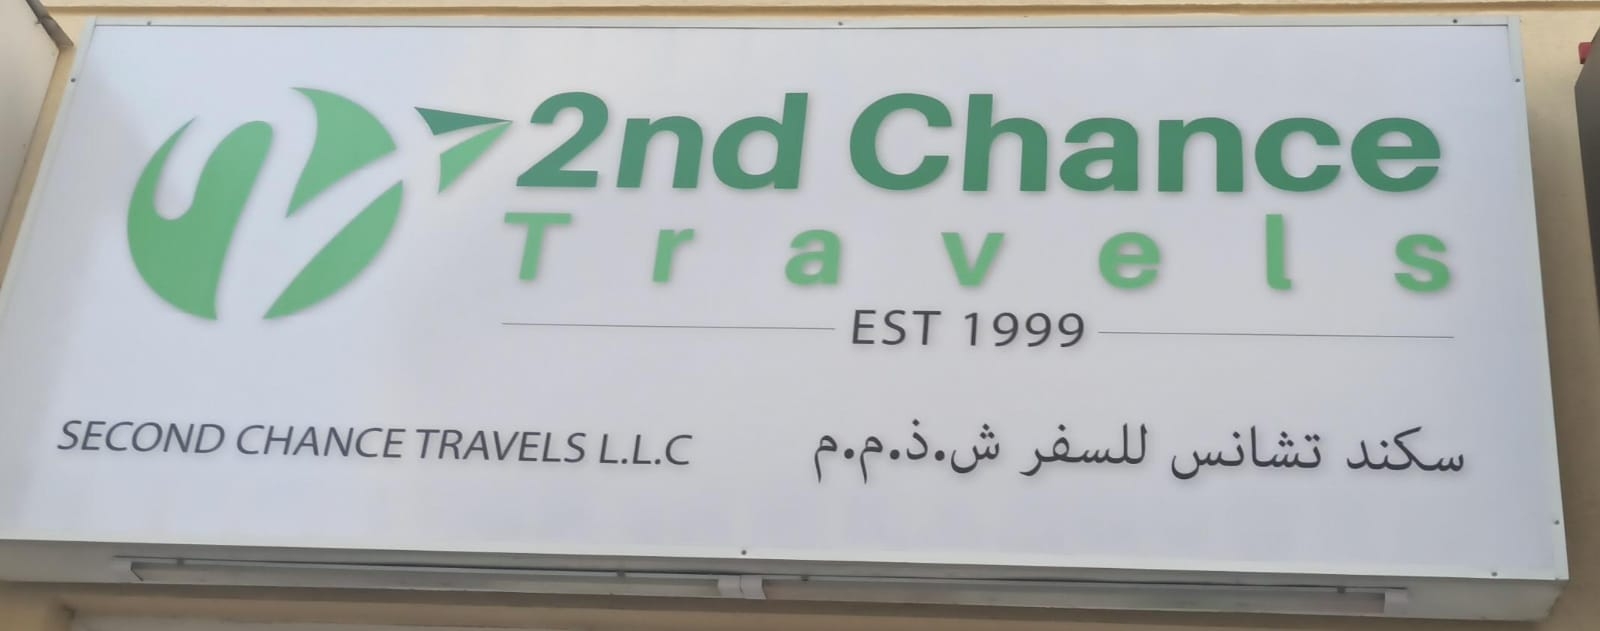 2nd Chance
Travels
EST 1999
SECOND CHANCE TRAVELS L.L.C
سكند تشانس للسفر ش.ذ.م.م